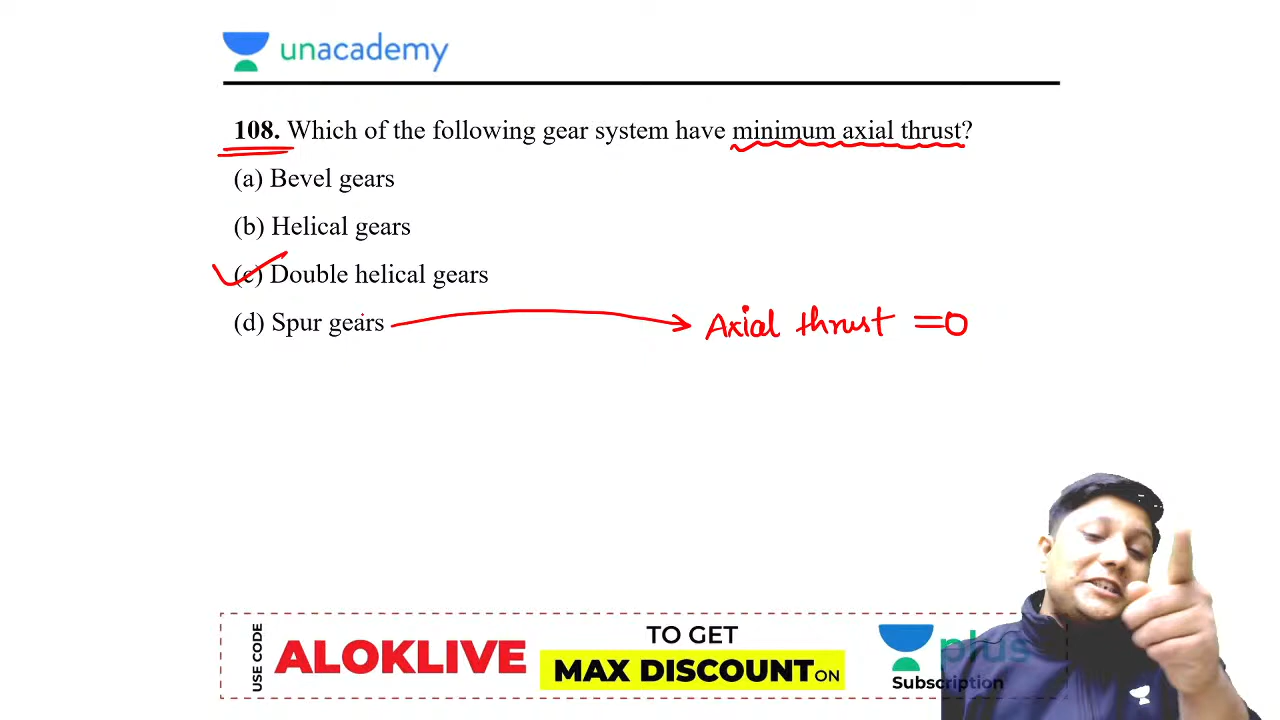 unacademy
108. Which of the following gear system have minimum axial thrust?
(a) Bevel gears
(b) Helical gears
(c) Double helical gears
(d) Spur gears
Axial thrust =0
USE CODE
ALOKLIVE
TO GET
MAX DISCOUNT ON
plus
Subscription